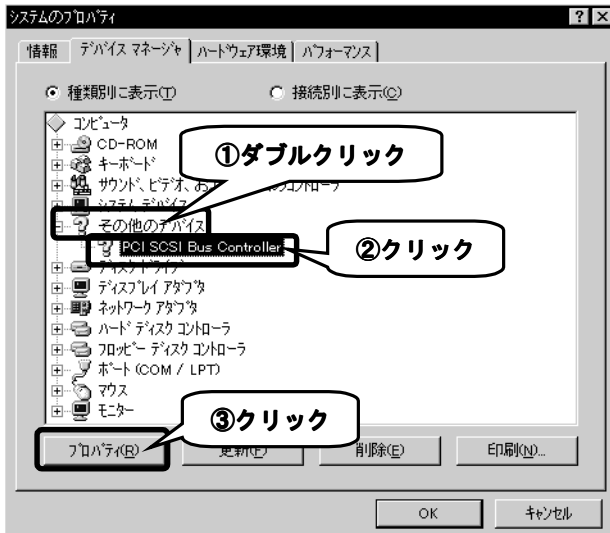 システムのプロパティ
情報 デバイス マネージャ ハードウェア環境 パフォーマンス
種類別に表示(T) 接続別に表示(C)
コンピュータ
CD-ROM
①ダブルクリック
キーボード
サウンド、ビデオ、お のコントローラ
システム デバイス
その他のデバイス
PCI SCSI Bus Controller
②クリック
ディスク ドライブ
ディスプレイ アダプタ
ネットワーク アダプタ
ハード ディスク コントローラ
フロッピー ディスク コントローラ
ポート (COM / LPT)
マウス
モニター
③クリック
プロパティ(R) 更新(F) 削除(E) 印刷(N)...
OK キャンセル